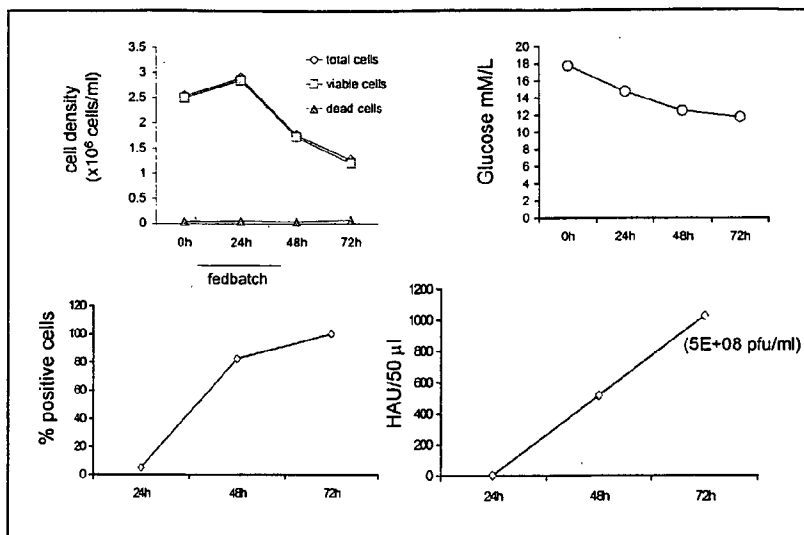 3.5
3
2.5
2
1.5
1
0.5
0
cell density
(x10⁶ cells/ml)
total cells
viable cells
dead cells
0h 24h 48h 72h
fedbatch
20
18
16
14
12
10
8
6
4
2
0
Glucose mM/L
0h 24h 48h 72h
120
100
80
60
40
20
0
% positive cells
24h 48h 72h
1200
1000
800
600
400
200
0
HAU/50 µl
(5E+08 pfu/ml)
24h 48h 72h